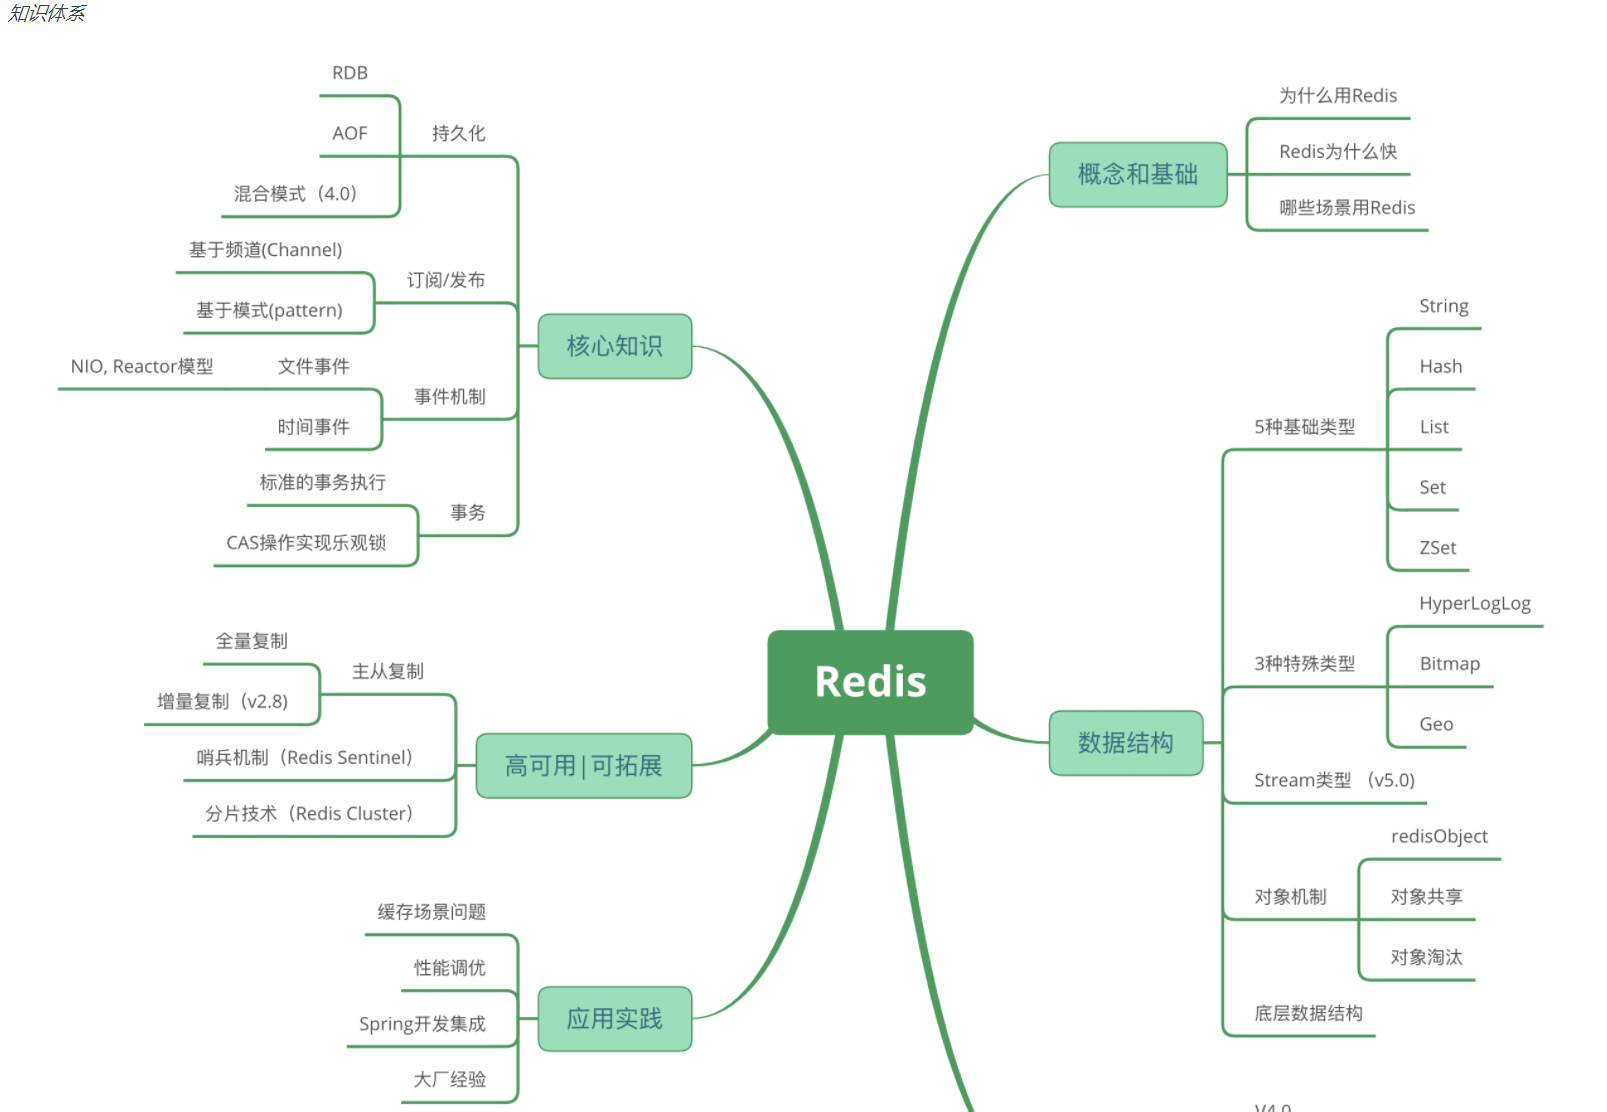 知识体系
Redis
概念和基础
为什么用Redis
Redis为什么快
哪些场景用Redis
数据结构
5种基础类型
String
Hash
List
Set
ZSet
3种特殊类型
HyperLogLog
Bitmap
Geo
Stream类型 （v5.0)
对象机制
redisObject
对象共享
对象淘汰
底层数据结构
V4.0
核心知识
持久化
RDB
AOF
混合模式（4.0）
订阅/发布
基于频道(Channel)
基于模式(pattern)
事件机制
文件事件
NIO, Reactor模型
时间事件
事务
标准的事务执行
CAS操作实现乐观锁
高可用|可拓展
主从复制
全量复制
增量复制（v2.8)
哨兵机制（Redis Sentinel）
分片技术（Redis Cluster）
应用实践
缓存场景问题
性能调优
Spring开发集成
大厂经验